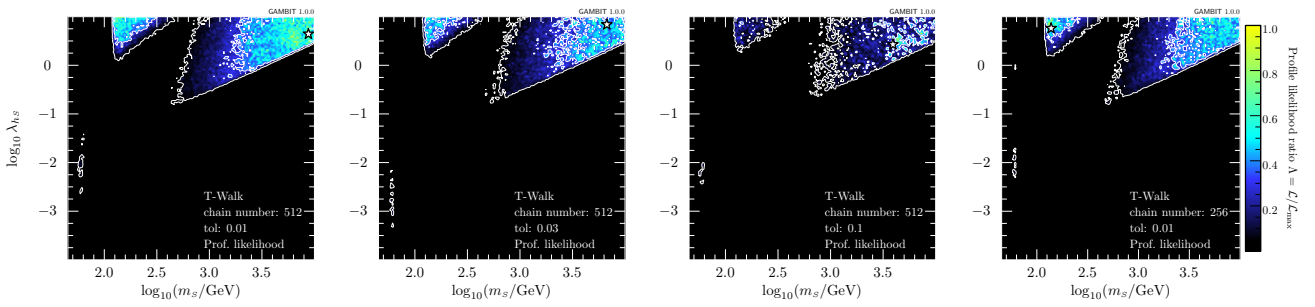 GAMBIT 1.0.0
GAMBIT 1.0.0
GAMBIT 1.0.0
GAMBIT 1.0.0
log₁₀ λₕₛ
0
−1
−2
−3
T-Walk
chain number: 512
tol: 0.01
Prof. likelihood
2.0 2.5 3.0 3.5
log₁₀(m_S/GeV)
0
−1
−2
−3
T-Walk
chain number: 512
tol: 0.03
Prof. likelihood
2.0 2.5 3.0 3.5
log₁₀(m_S/GeV)
0
−1
−2
−3
T-Walk
chain number: 512
tol: 0.1
Prof. likelihood
2.0 2.5 3.0 3.5
log₁₀(m_S/GeV)
0
−1
−2
−3
T-Walk
chain number: 256
tol: 0.01
Prof. likelihood
2.0 2.5 3.0 3.5
log₁₀(m_S/GeV)
1.0
0.8
0.6
0.4
0.2
Profile likelihood ratio Λ = ℒ/ℒmax